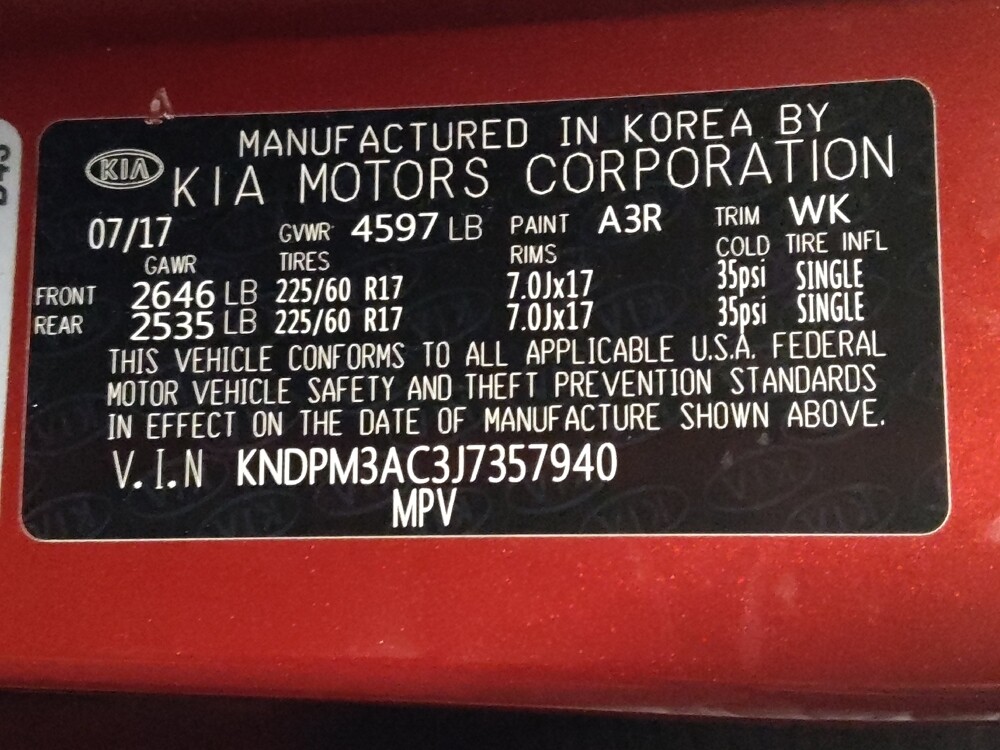 MANUFACTURED IN KOREA BY
KIA KIA MOTORS CORPORATION
07/17 GVWR 4597 LB PAINT A3R TRIM WK
GAWR TIRES RIMS COLD TIRE INFL
FRONT 2646 LB 225/60 R17 7.0Jx17 35psi SINGLE
REAR 2535 LB 225/60 R17 7.0Jx17 35psi SINGLE
THIS VEHICLE CONFORMS TO ALL APPLICABLE U.S.A. FEDERAL
MOTOR VEHICLE SAFETY AND THEFT PREVENTION STANDARDS
IN EFFECT ON THE DATE OF MANUFACTURE SHOWN ABOVE.
V.I.N KNDPM3AC3J7357940
MPV